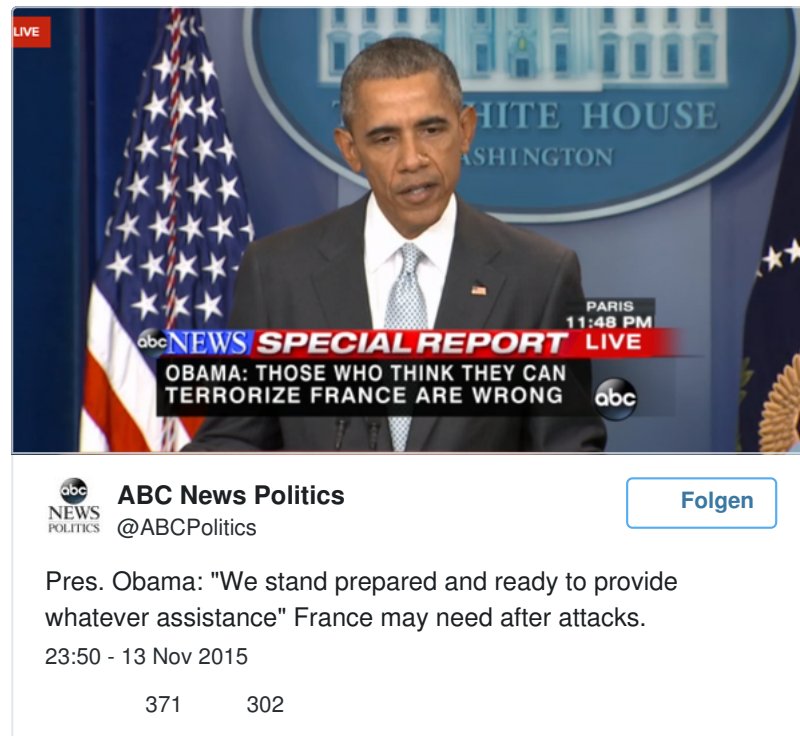 LIVE
HITE HOUSE
ASHINGTON
PARIS
11:48 PM
abc NEWS SPECIAL REPORT LIVE
OBAMA: THOSE WHO THINK THEY CAN
TERRORIZE FRANCE ARE WRONG
abc
abc
NEWS
POLITICS
ABC News Politics
@ABCPolitics
Folgen
Pres. Obama: "We stand prepared and ready to provide
whatever assistance" France may need after attacks.
23:50 - 13 Nov 2015
371 302